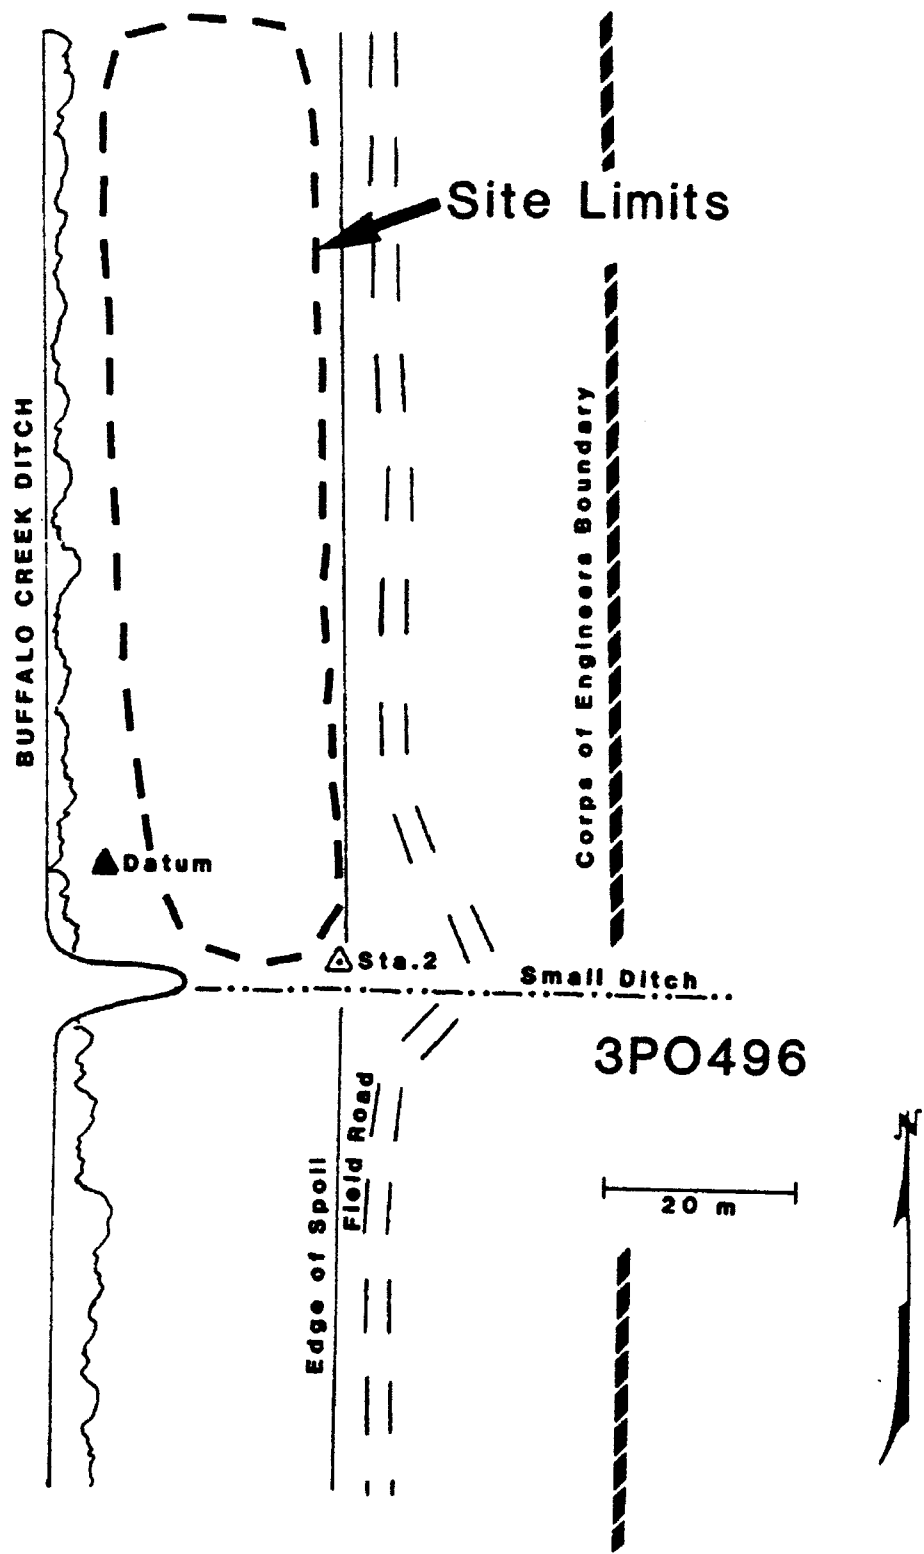 Site Limits
BUFFALO CREEK DITCH
Corps of Engineers Boundary
Datum
Sta.2
Small Ditch
3PO496
Field Road
Edge of Spoil
20 m
N